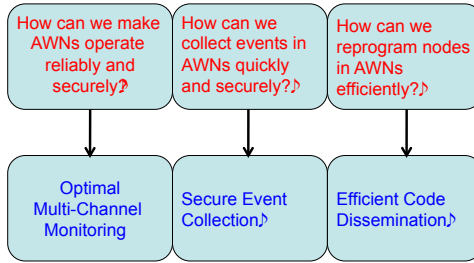 How can we make
AWNs operate
reliably and
securely?♪
How can we
collect events in
AWNs quickly
and securely?♪
How can we
reprogram nodes
in AWNs
efficiently?♪
Optimal
Multi-Channel
Monitoring
Secure Event
Collection♪
Efficient Code
Dissemination♪